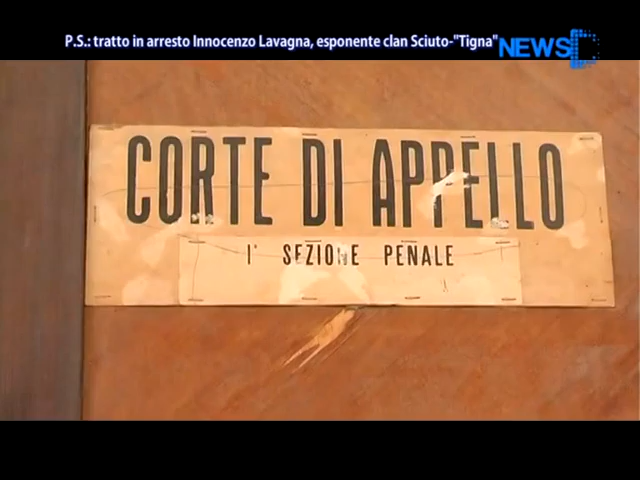 P.S.: tratto in arresto Innocenzo Lavagna, esponente clan Sciuto-"Tigna"
NEWS D
CORTE DI APPELLO
I' SEZIONE PENALE